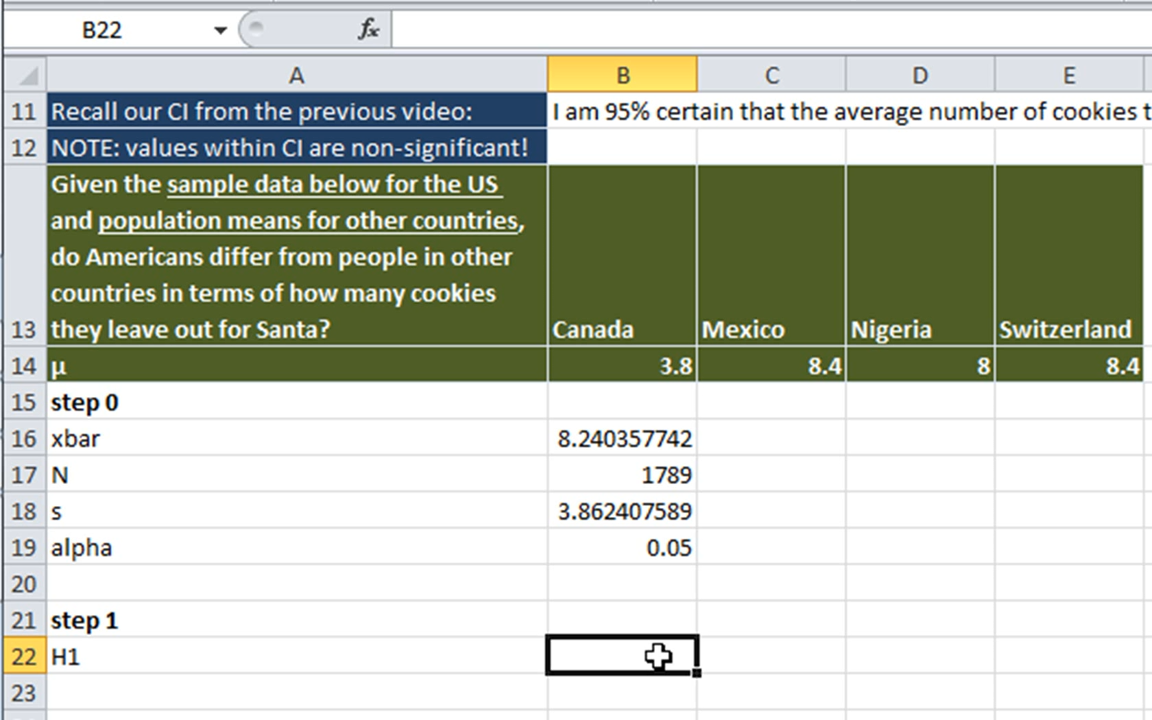 B22 fx
A B C D E
11 Recall our CI from the previous video: I am 95% certain that the average number of cookies t
12 NOTE: values within CI are non-significant!
Given the sample data below for the US
and population means for other countries,
do Americans differ from people in other
countries in terms of how many cookies
13 they leave out for Santa? Canada Mexico Nigeria Switzerland
14 μ 3.8 8.4 8 8.4
15 step 0
16 xbar 8.240357742
17 N 1789
18 s 3.862407589
19 alpha 0.05
20
21 step 1
22 H1
23